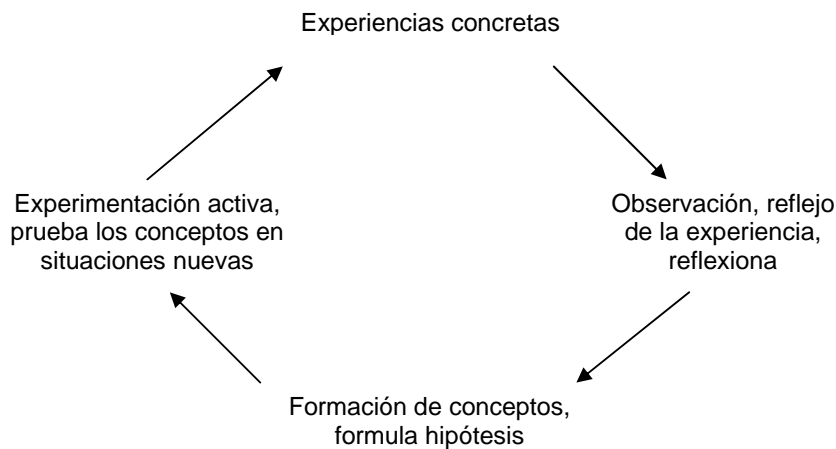 Experiencias concretas
Experimentación activa,
prueba los conceptos en
situaciones nuevas
Observación, reflejo
de la experiencia,
reflexiona
Formación de conceptos,
formula hipótesis